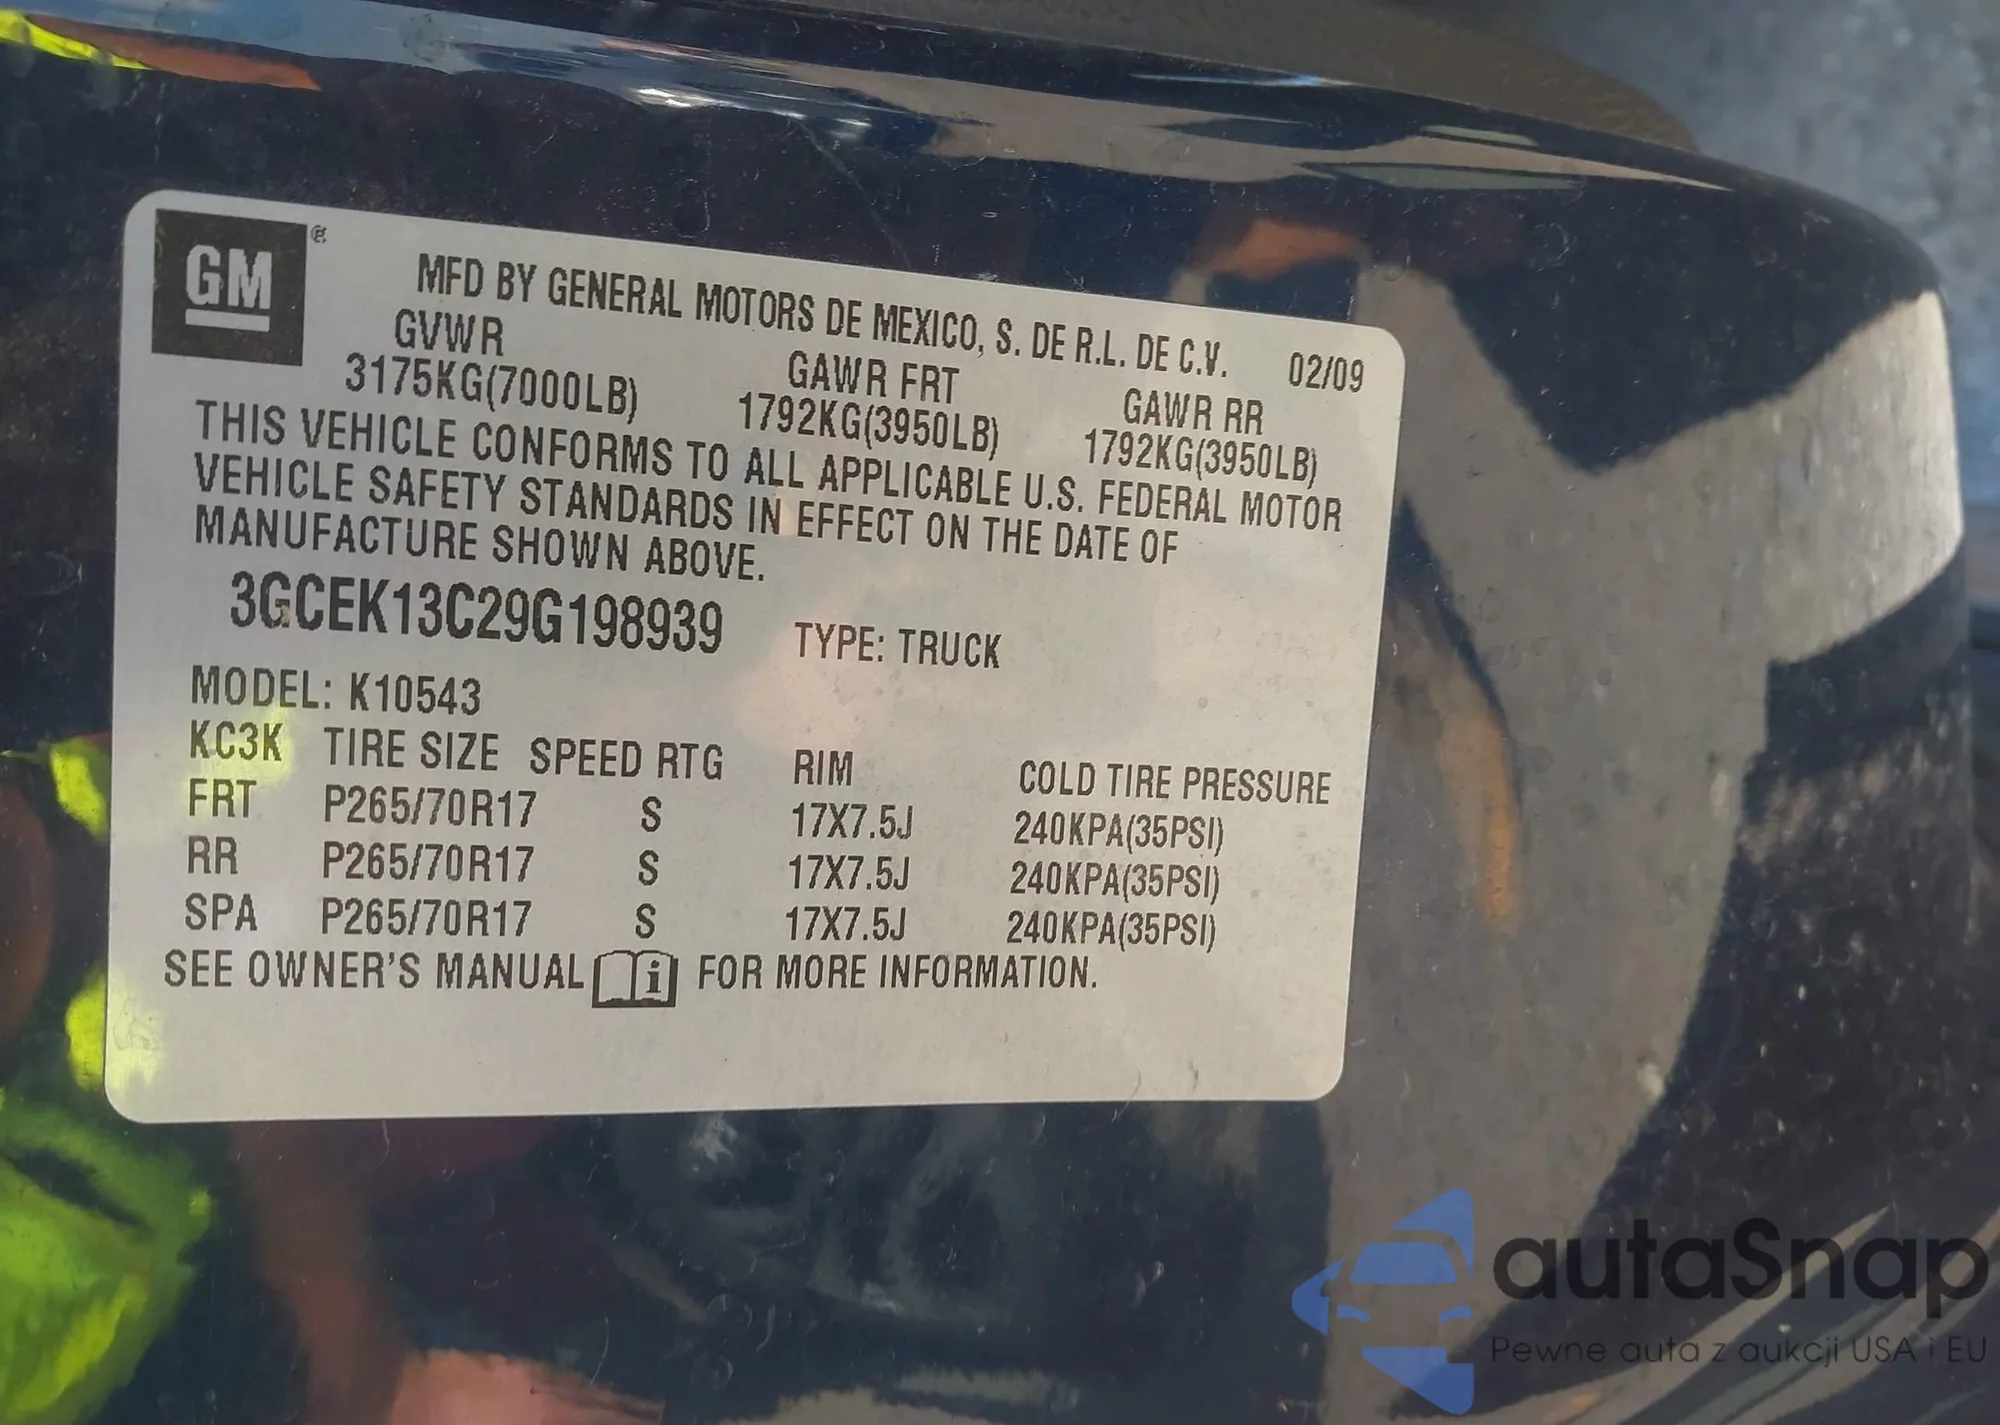 GM
MFD BY GENERAL MOTORS DE MEXICO, S. DE R.L. DE C.V. 02/09
GVWR GAWR FRT GAWR RR
3175KG(7000LB) 1792KG(3950LB) 1792KG(3950LB)
THIS VEHICLE CONFORMS TO ALL APPLICABLE U.S. FEDERAL MOTOR
VEHICLE SAFETY STANDARDS IN EFFECT ON THE DATE OF
MANUFACTURE SHOWN ABOVE.
3GCEK13C29G198939 TYPE: TRUCK
MODEL: K10543
KC3K TIRE SIZE SPEED RTG RIM COLD TIRE PRESSURE
FRT P265/70R17 S 17X7.5J 240KPA(35PSI)
RR P265/70R17 S 17X7.5J 240KPA(35PSI)
SPA P265/70R17 S 17X7.5J 240KPA(35PSI)
SEE OWNER'S MANUAL i FOR MORE INFORMATION.
autaSnap
Pewne auta z aukcji USA i EU